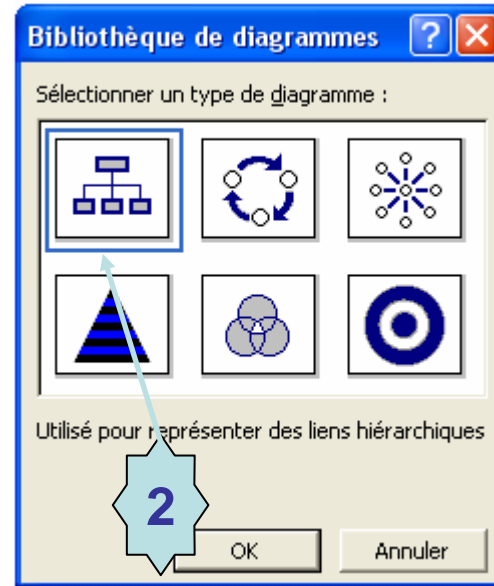 Bibliothèque de diagrammes
Sélectionner un type de diagramme :
Utilisé pour représenter des liens hiérarchiques
2
OK
Annuler